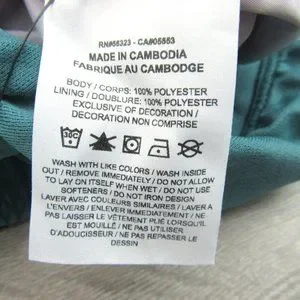 RN#56323 - CA#05553
MADE IN CAMBODIA
FABRIQUE AU CAMBODGE
BODY / CORPS: 100% POLYESTER
LINING / DOUBLURE: 100% POLYESTER
EXCLUSIVE OF DECORATION /
DECORATION NON COMPRISE
WASH WITH LIKE COLORS / WASH INSIDE
OUT / REMOVE IMMEDIATELY / DO NOT ALLOW
TO LAY ON ITSELF WHEN WET / DO NOT USE
SOFTENERS / DO NOT IRON DESIGN
LAVER AVEC COULEURS SIMILAIRES / LAVER A
L'ENVERS / ENLEVER IMMEDIATEMENT / NE
PAS LAISSER LE VÊTEMENT PLIÉ LORSQU'IL
EST MOUILLÉ / NE PAS UTILISER
D'ADOUCISSEUR / NE PAS REPASSER LE
DESSIN